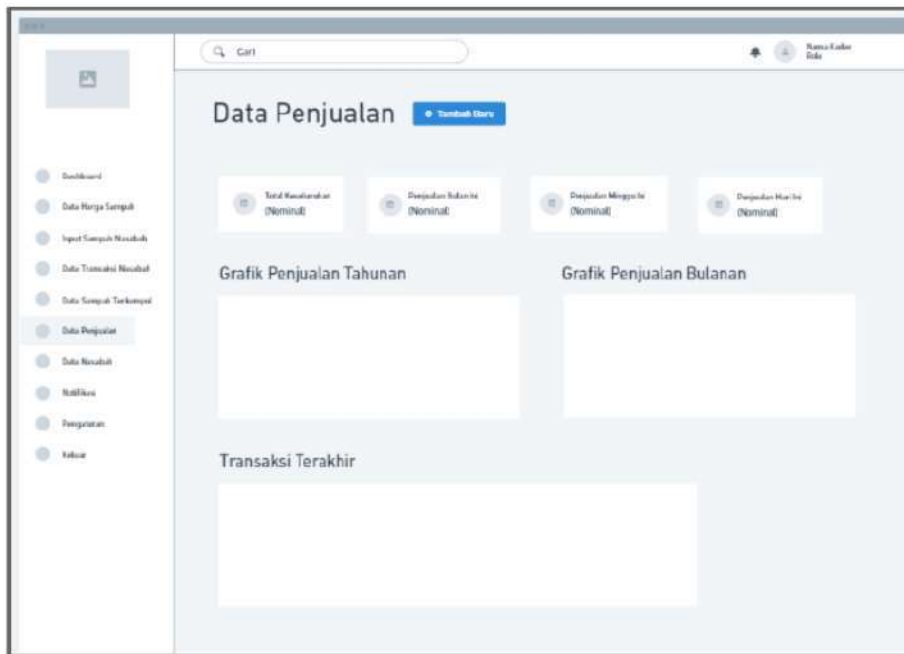 Cari
Nama Kader
Role
Data Penjualan
Tambah Baru
Dashboard
Data Harga Sampah
Input Sampah Nasabah
Data Transaksi Nasabah
Data Sampah Terkumpul
Data Penjualan
Data Nasabah
Notifikasi
Pengaturan
Keluar
Total Keseluruhan
(Nominal)
Penjualan Bulan Ini
(Nominal)
Penjualan Minggu Ini
(Nominal)
Penjualan Hari Ini
(Nominal)
Grafik Penjualan Tahunan
Grafik Penjualan Bulanan
Transaksi Terakhir